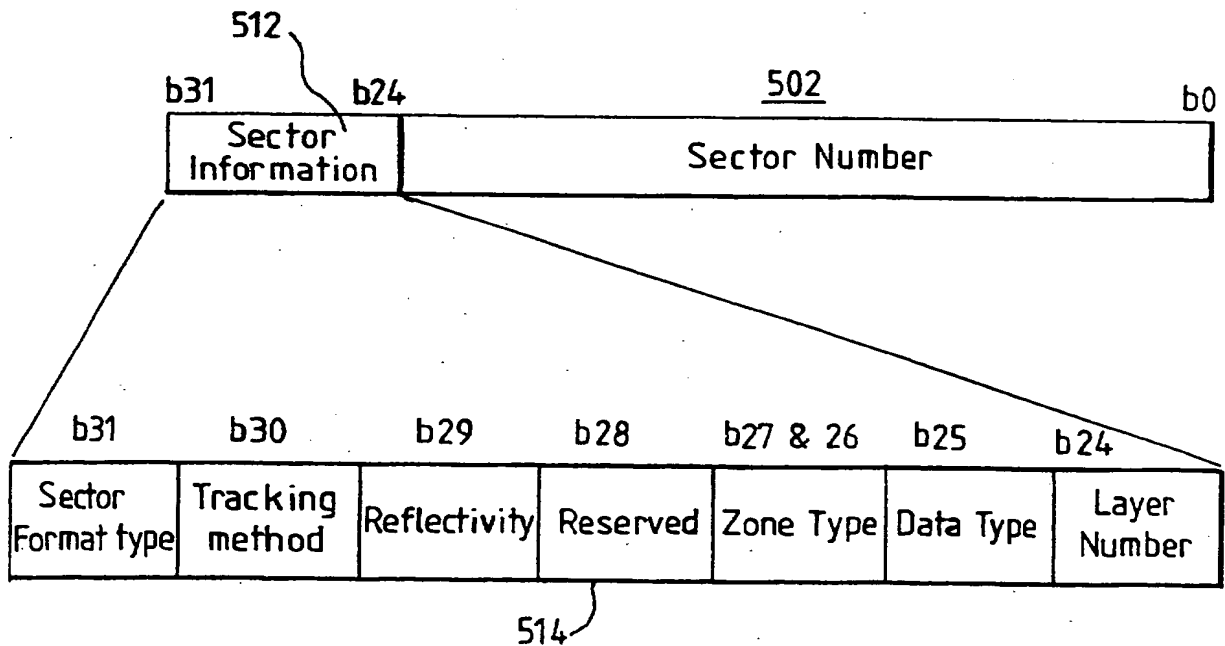 512
b31 b24 502 b0
Sector Information
Sector Number
b31 b30 b29 b28 b27 & 26 b25 b24
Sector Format type
Tracking method
Reflectivity
Reserved
Zone Type
Data Type
Layer Number
514